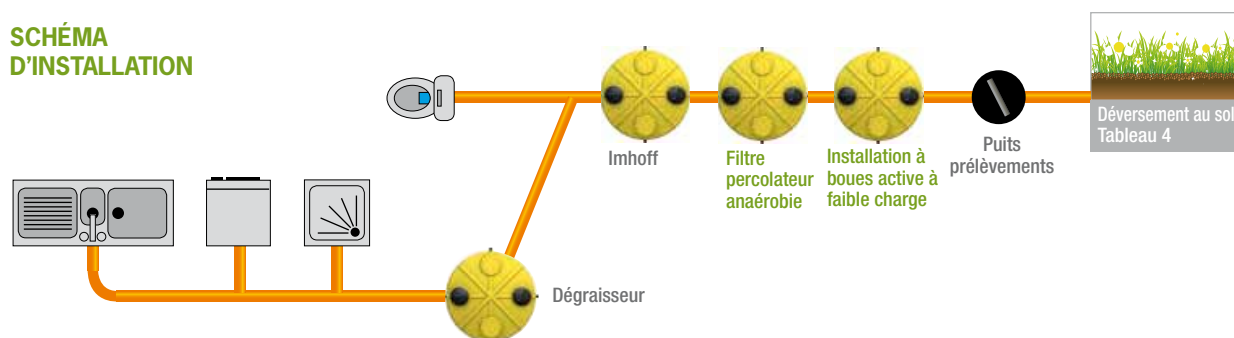 SCHÉMA
D'INSTALLATION
Imhoff
Filtre
percolateur
anaérobie
Installation à
boues active à
faible charge
Puits
prélèvements
Déversement au sol
Tableau 4
Dégraisseur